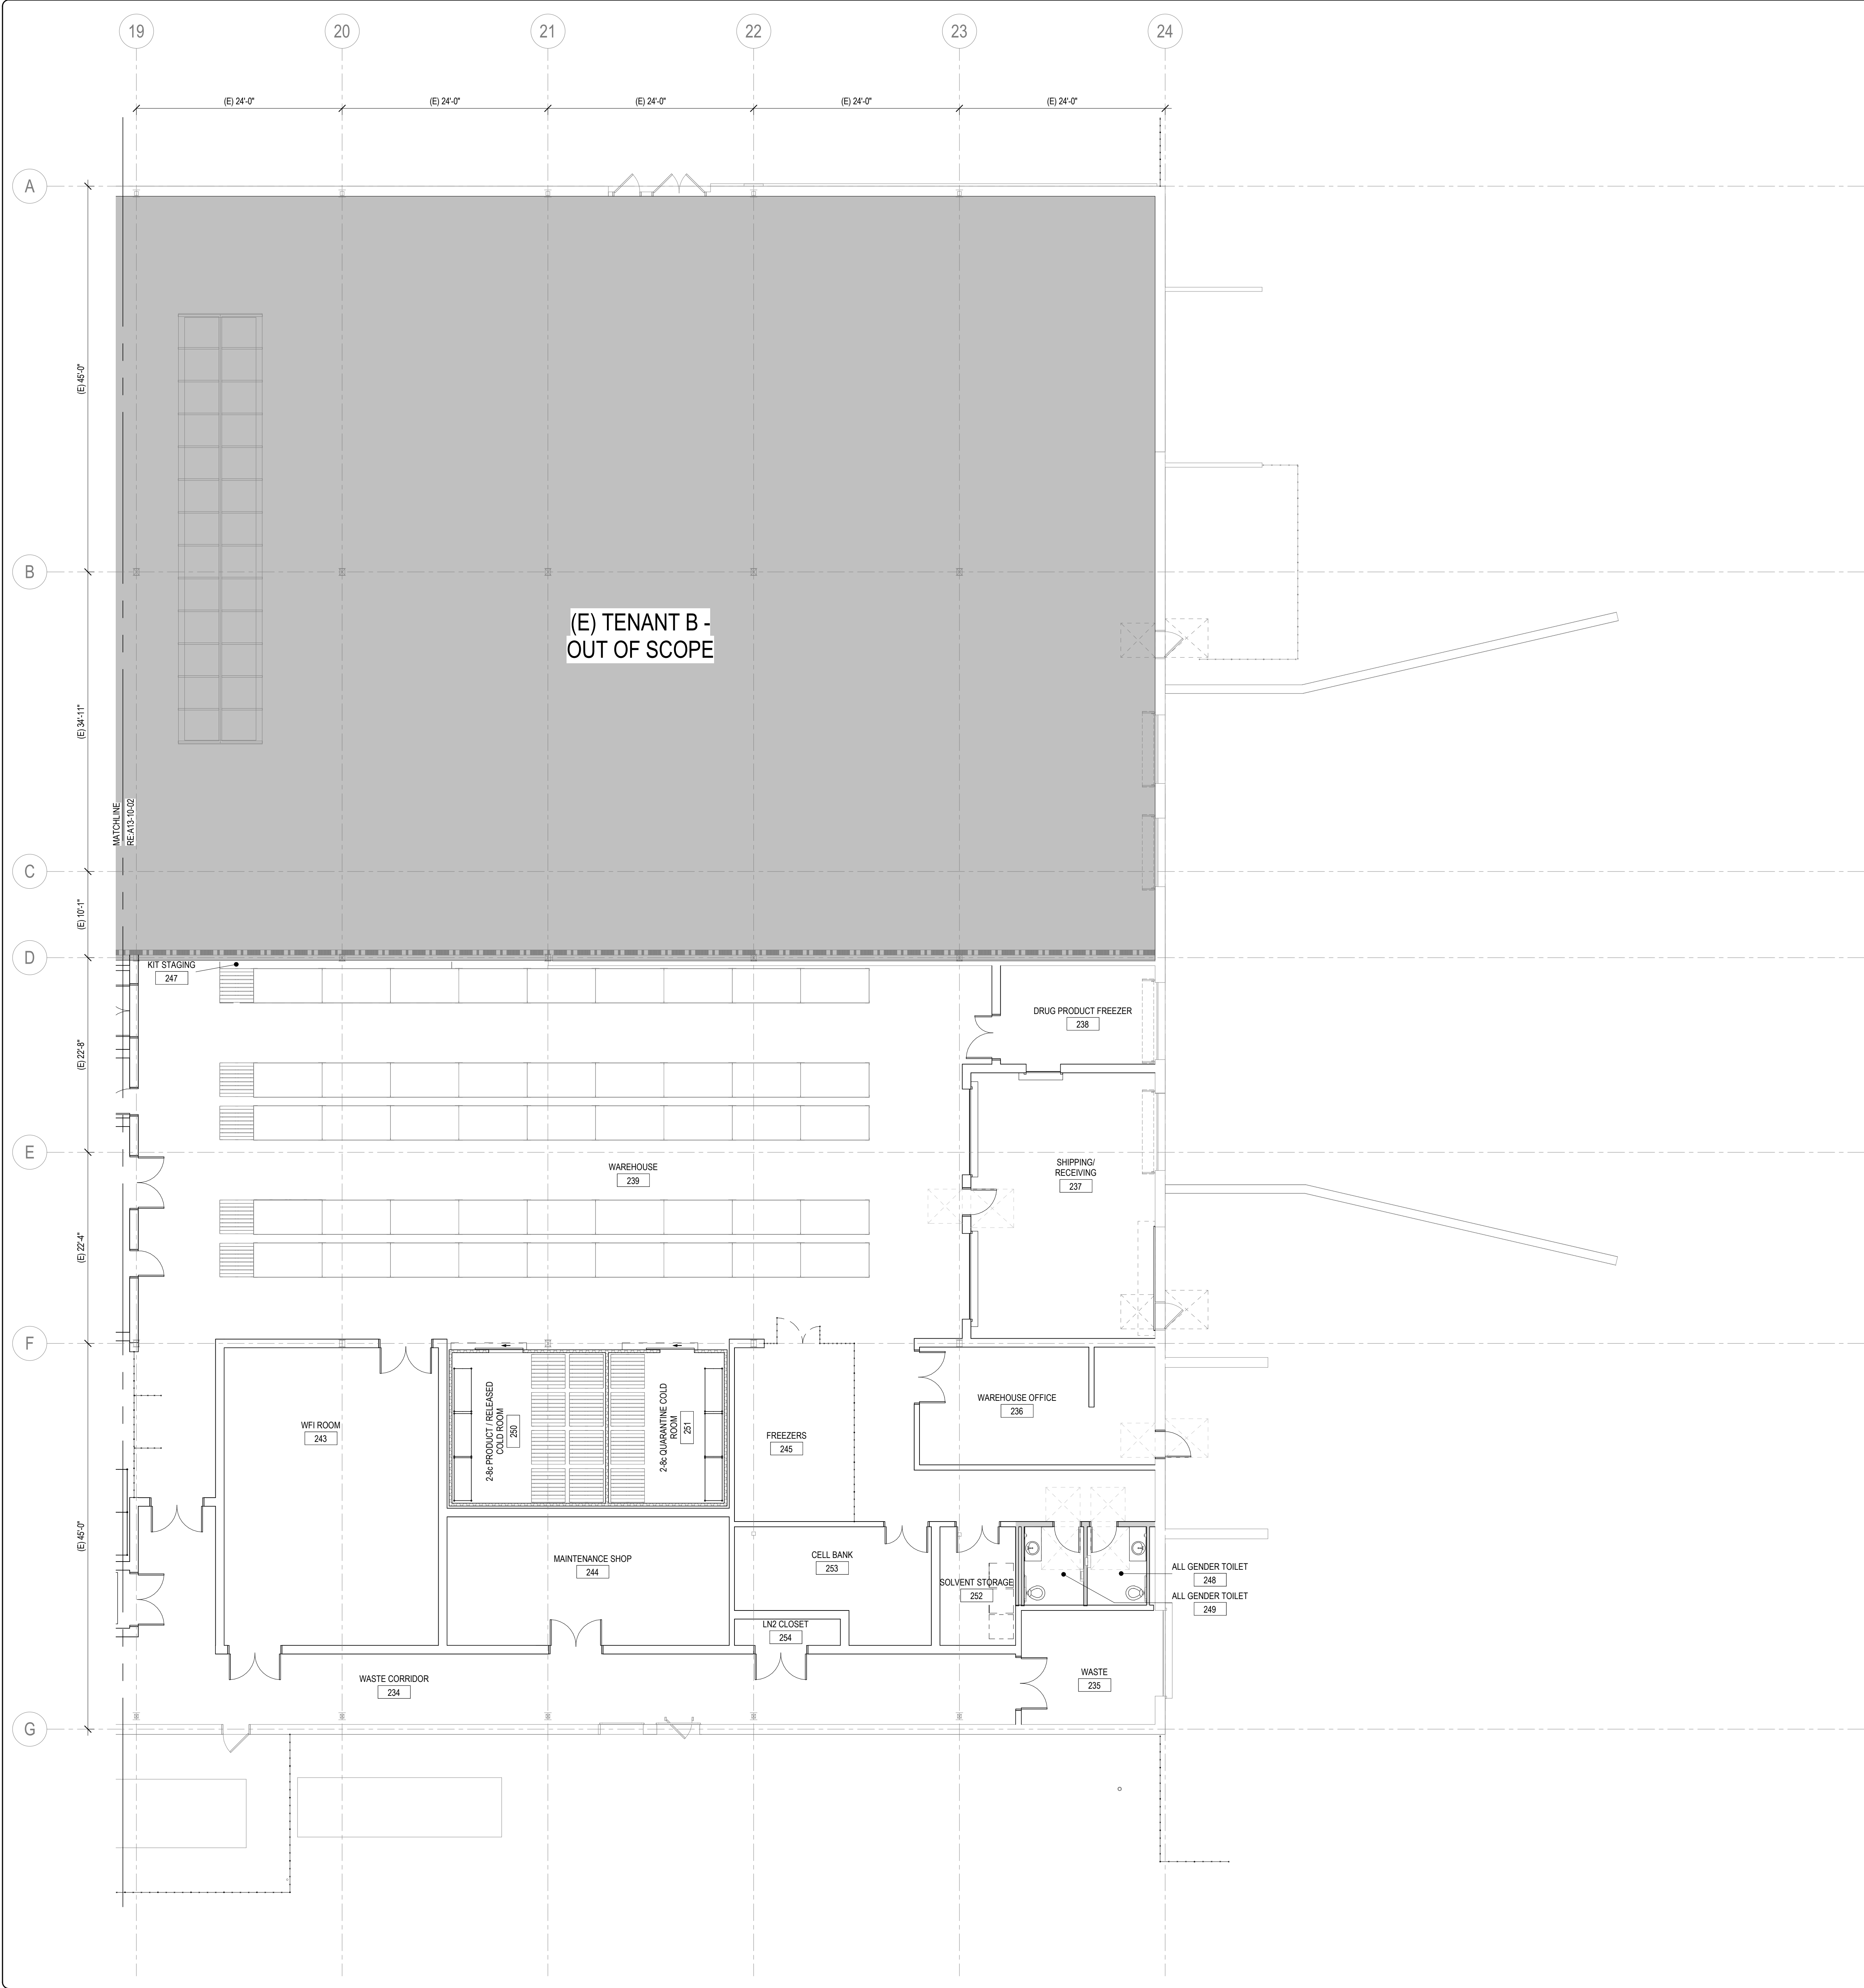 19
20
21
22
23
24
(E) 24'-0"
(E) 24'-0"
(E) 24'-0"
(E) 24'-0"
(E) 24'-0"
A
(E) 45'-0"
B
(E) TENANT B -
OUT OF SCOPE
(E) 34'-11"
MATCHLINE
RE:A13-10-02
C
(E) 10'-1"
D
KIT STAGING
247
DRUG PRODUCT FREEZER
238
(E) 22'-8"
E
WAREHOUSE
239
SHIPPING/
RECEIVING
237
(E) 22'-4"
F
WFI ROOM
243
2-8c PRODUCT / RELEASED
COLD ROOM
250
2-8c QUARANTINE COLD
ROOM
251
FREEZERS
245
WAREHOUSE OFFICE
236
(E) 45'-0"
MAINTENANCE SHOP
244
CELL BANK
253
SOLVENT STORAGE
252
ALL GENDER TOILET
248
ALL GENDER TOILET
249
LN2 CLOSET
254
WASTE CORRIDOR
234
WASTE
235
G